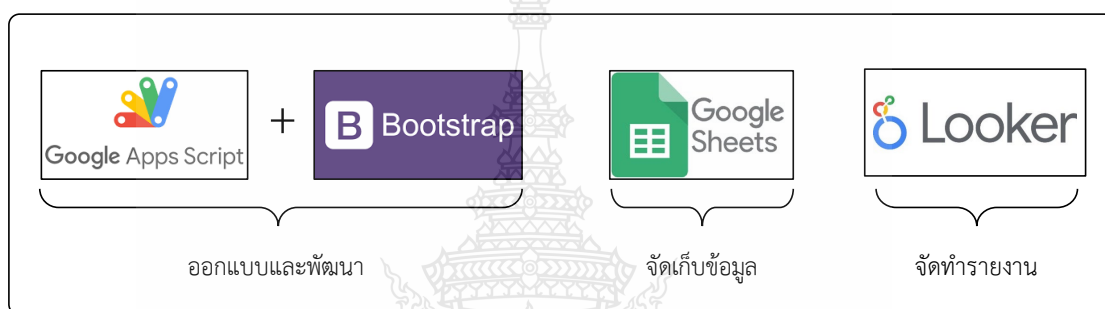 Google Apps Script
+
B Bootstrap
Google
Sheets
Looker
ออกแบบและพัฒนา
จัดเก็บข้อมูล
จัดทำรายงาน